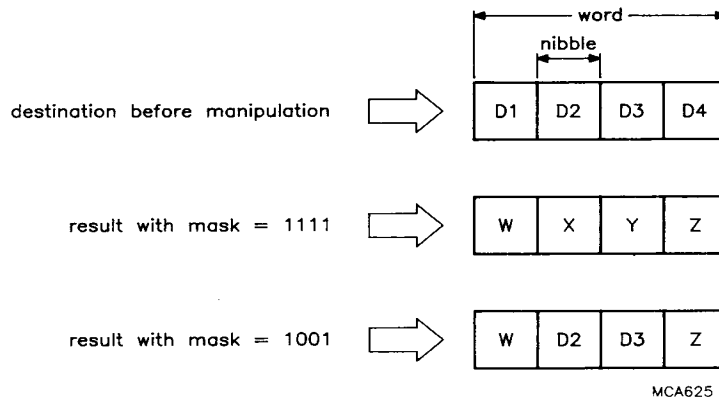 word
nibble
destination before manipulation D1 D2 D3 D4
result with mask = 1111 W X Y Z
result with mask = 1001 W D2 D3 Z
MCA625